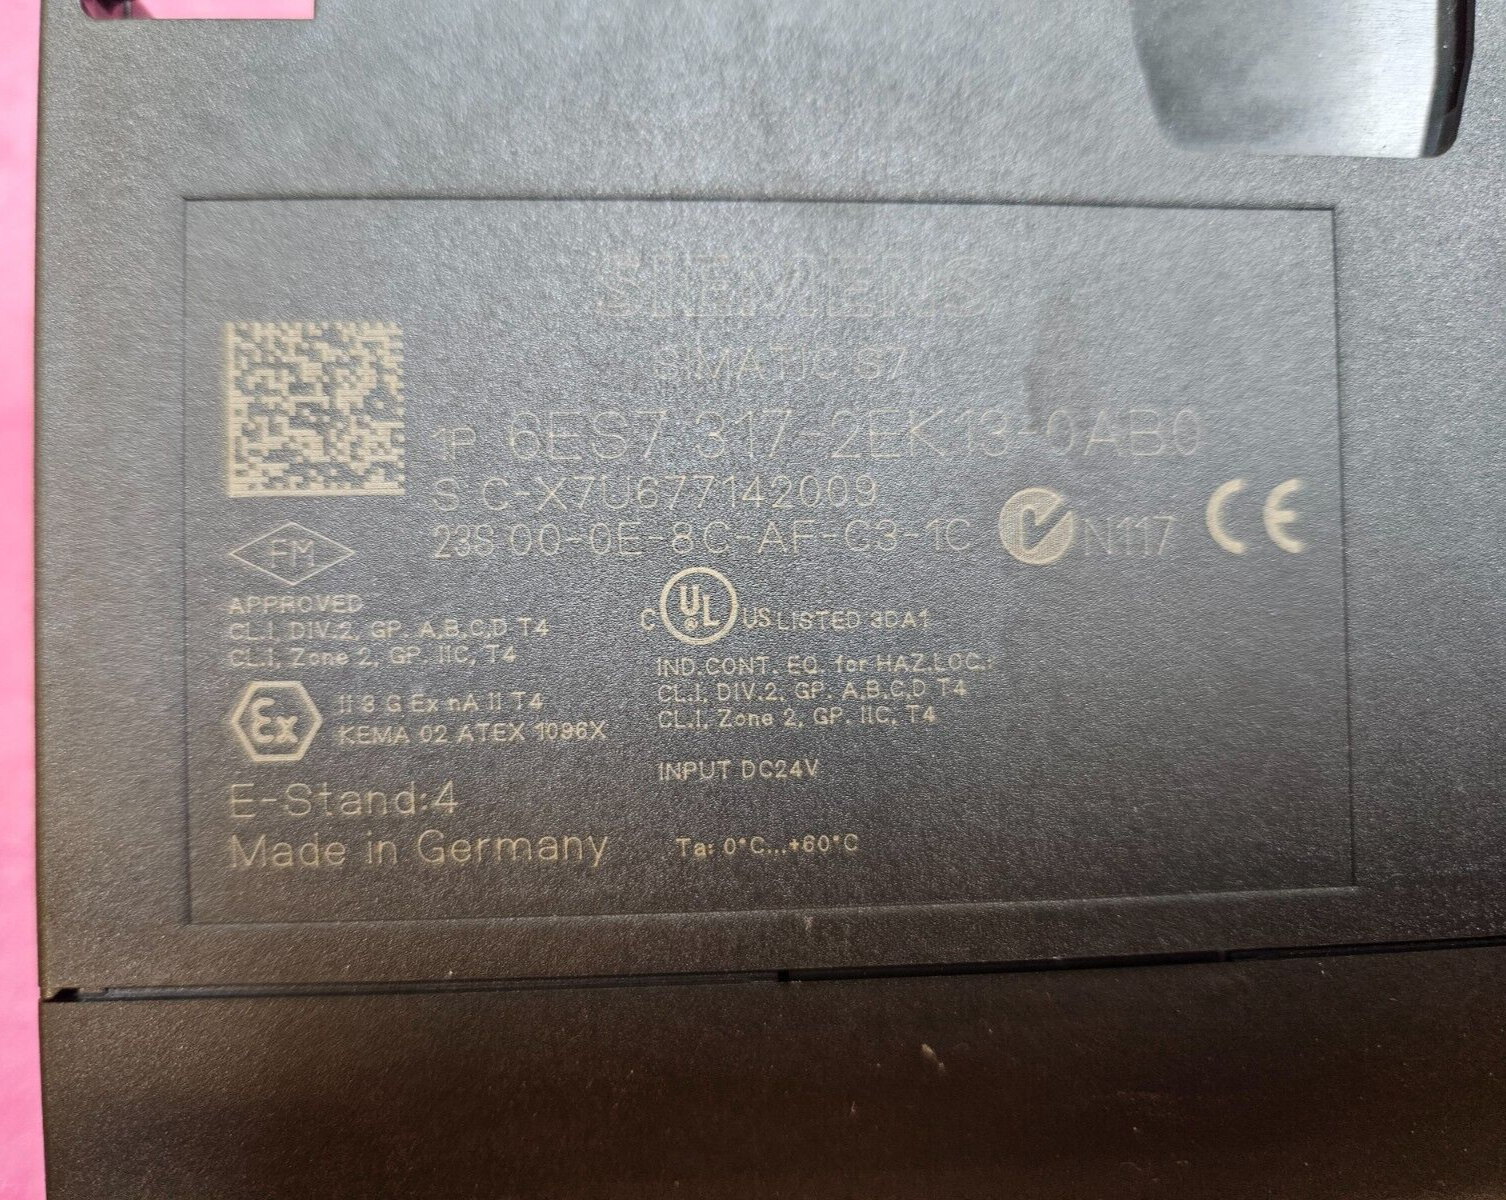 SIEMENS
SIMATIC S7
1P 6ES7 317-2EK13-0AB0
S C-X7U677142009
23S 00-0E-8C-AF-C3-1C
N117 CE
FM
APPROVED
CL.I, DIV.2, GP. A,B,C,D T4
CL.I, Zone 2, GP. IIC, T4
Ex
II 3 G Ex nA II T4
KEMA 02 ATEX 1096X
E-Stand:4
Made in Germany
C UL US LISTED 3DA1
IND.CONT. EQ. for HAZ.LOC.:
CL.I, DIV.2, GP. A,B,C,D T4
CL.I, Zone 2, GP. IIC, T4
INPUT DC24V
Ta: 0°C...+60°C